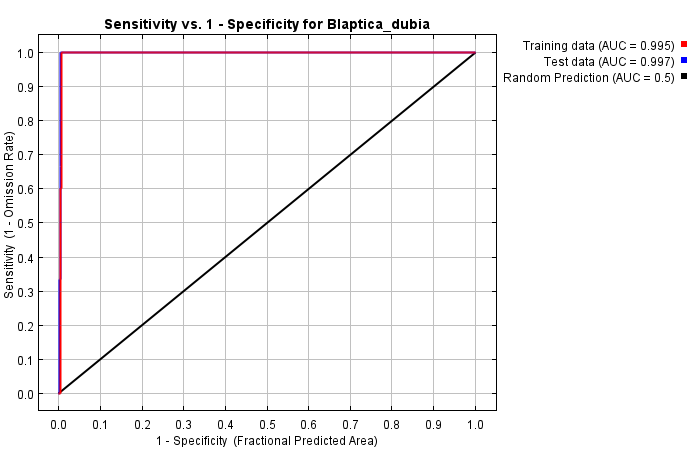 Sensitivity vs. 1 - Specificity for Blaptica_dubia
Training data (AUC = 0.995)
Test data (AUC = 0.997)
Random Prediction (AUC = 0.5)
Sensitivity (1 - Omission Rate)
1.0
0.9
0.8
0.7
0.6
0.5
0.4
0.3
0.2
0.1
0.0
0.0 0.1 0.2 0.3 0.4 0.5 0.6 0.7 0.8 0.9 1.0
1 - Specificity (Fractional Predicted Area)